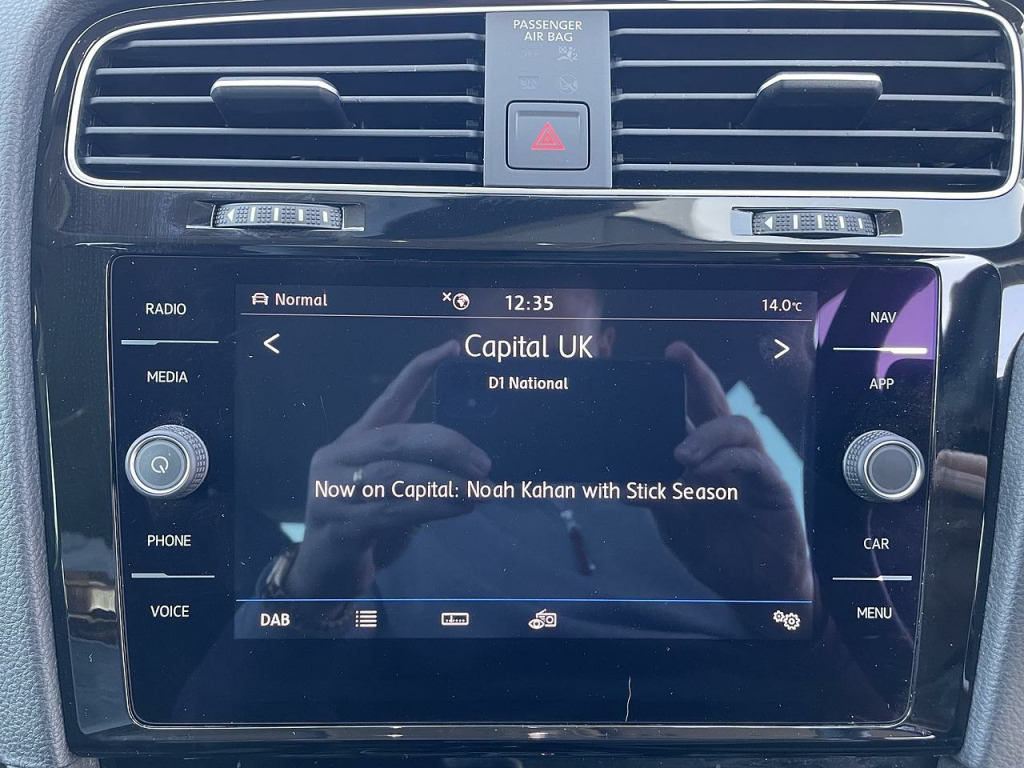 PASSENGER
AIR BAG
RADIO
MEDIA
PHONE
VOICE
Normal
12:35
14.0°C
< Capital UK >
D1 National
Now on Capital: Noah Kahan with Stick Season
DAB
NAV
APP
CAR
MENU